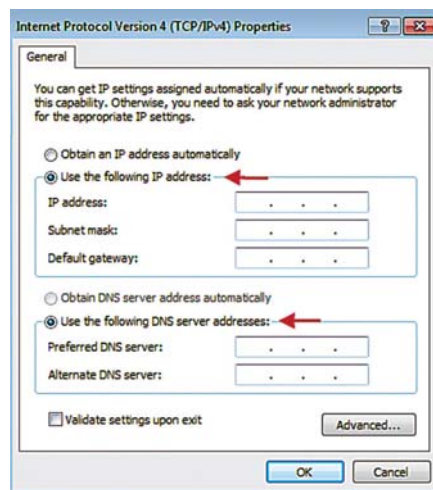 Internet Protocol Version 4 (TCP/IPv4) Properties
General
You can get IP settings assigned automatically if your network supports
this capability. Otherwise, you need to ask your network administrator
for the appropriate IP settings.
Obtain an IP address automatically
Use the following IP address:
IP address:
Subnet mask:
Default gateway:
Obtain DNS server address automatically
Use the following DNS server addresses:
Preferred DNS server:
Alternate DNS server:
Validate settings upon exit
Advanced...
OK Cancel